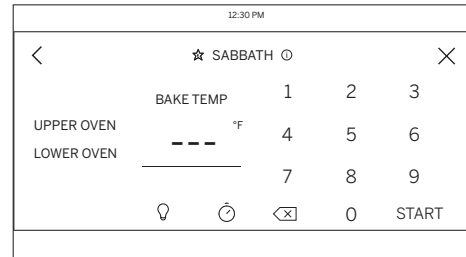 12:30 PM
SABBATH
BAKE TEMP
1 2 3
UPPER OVEN
--- °F
4 5 6
LOWER OVEN
7 8 9
0 START